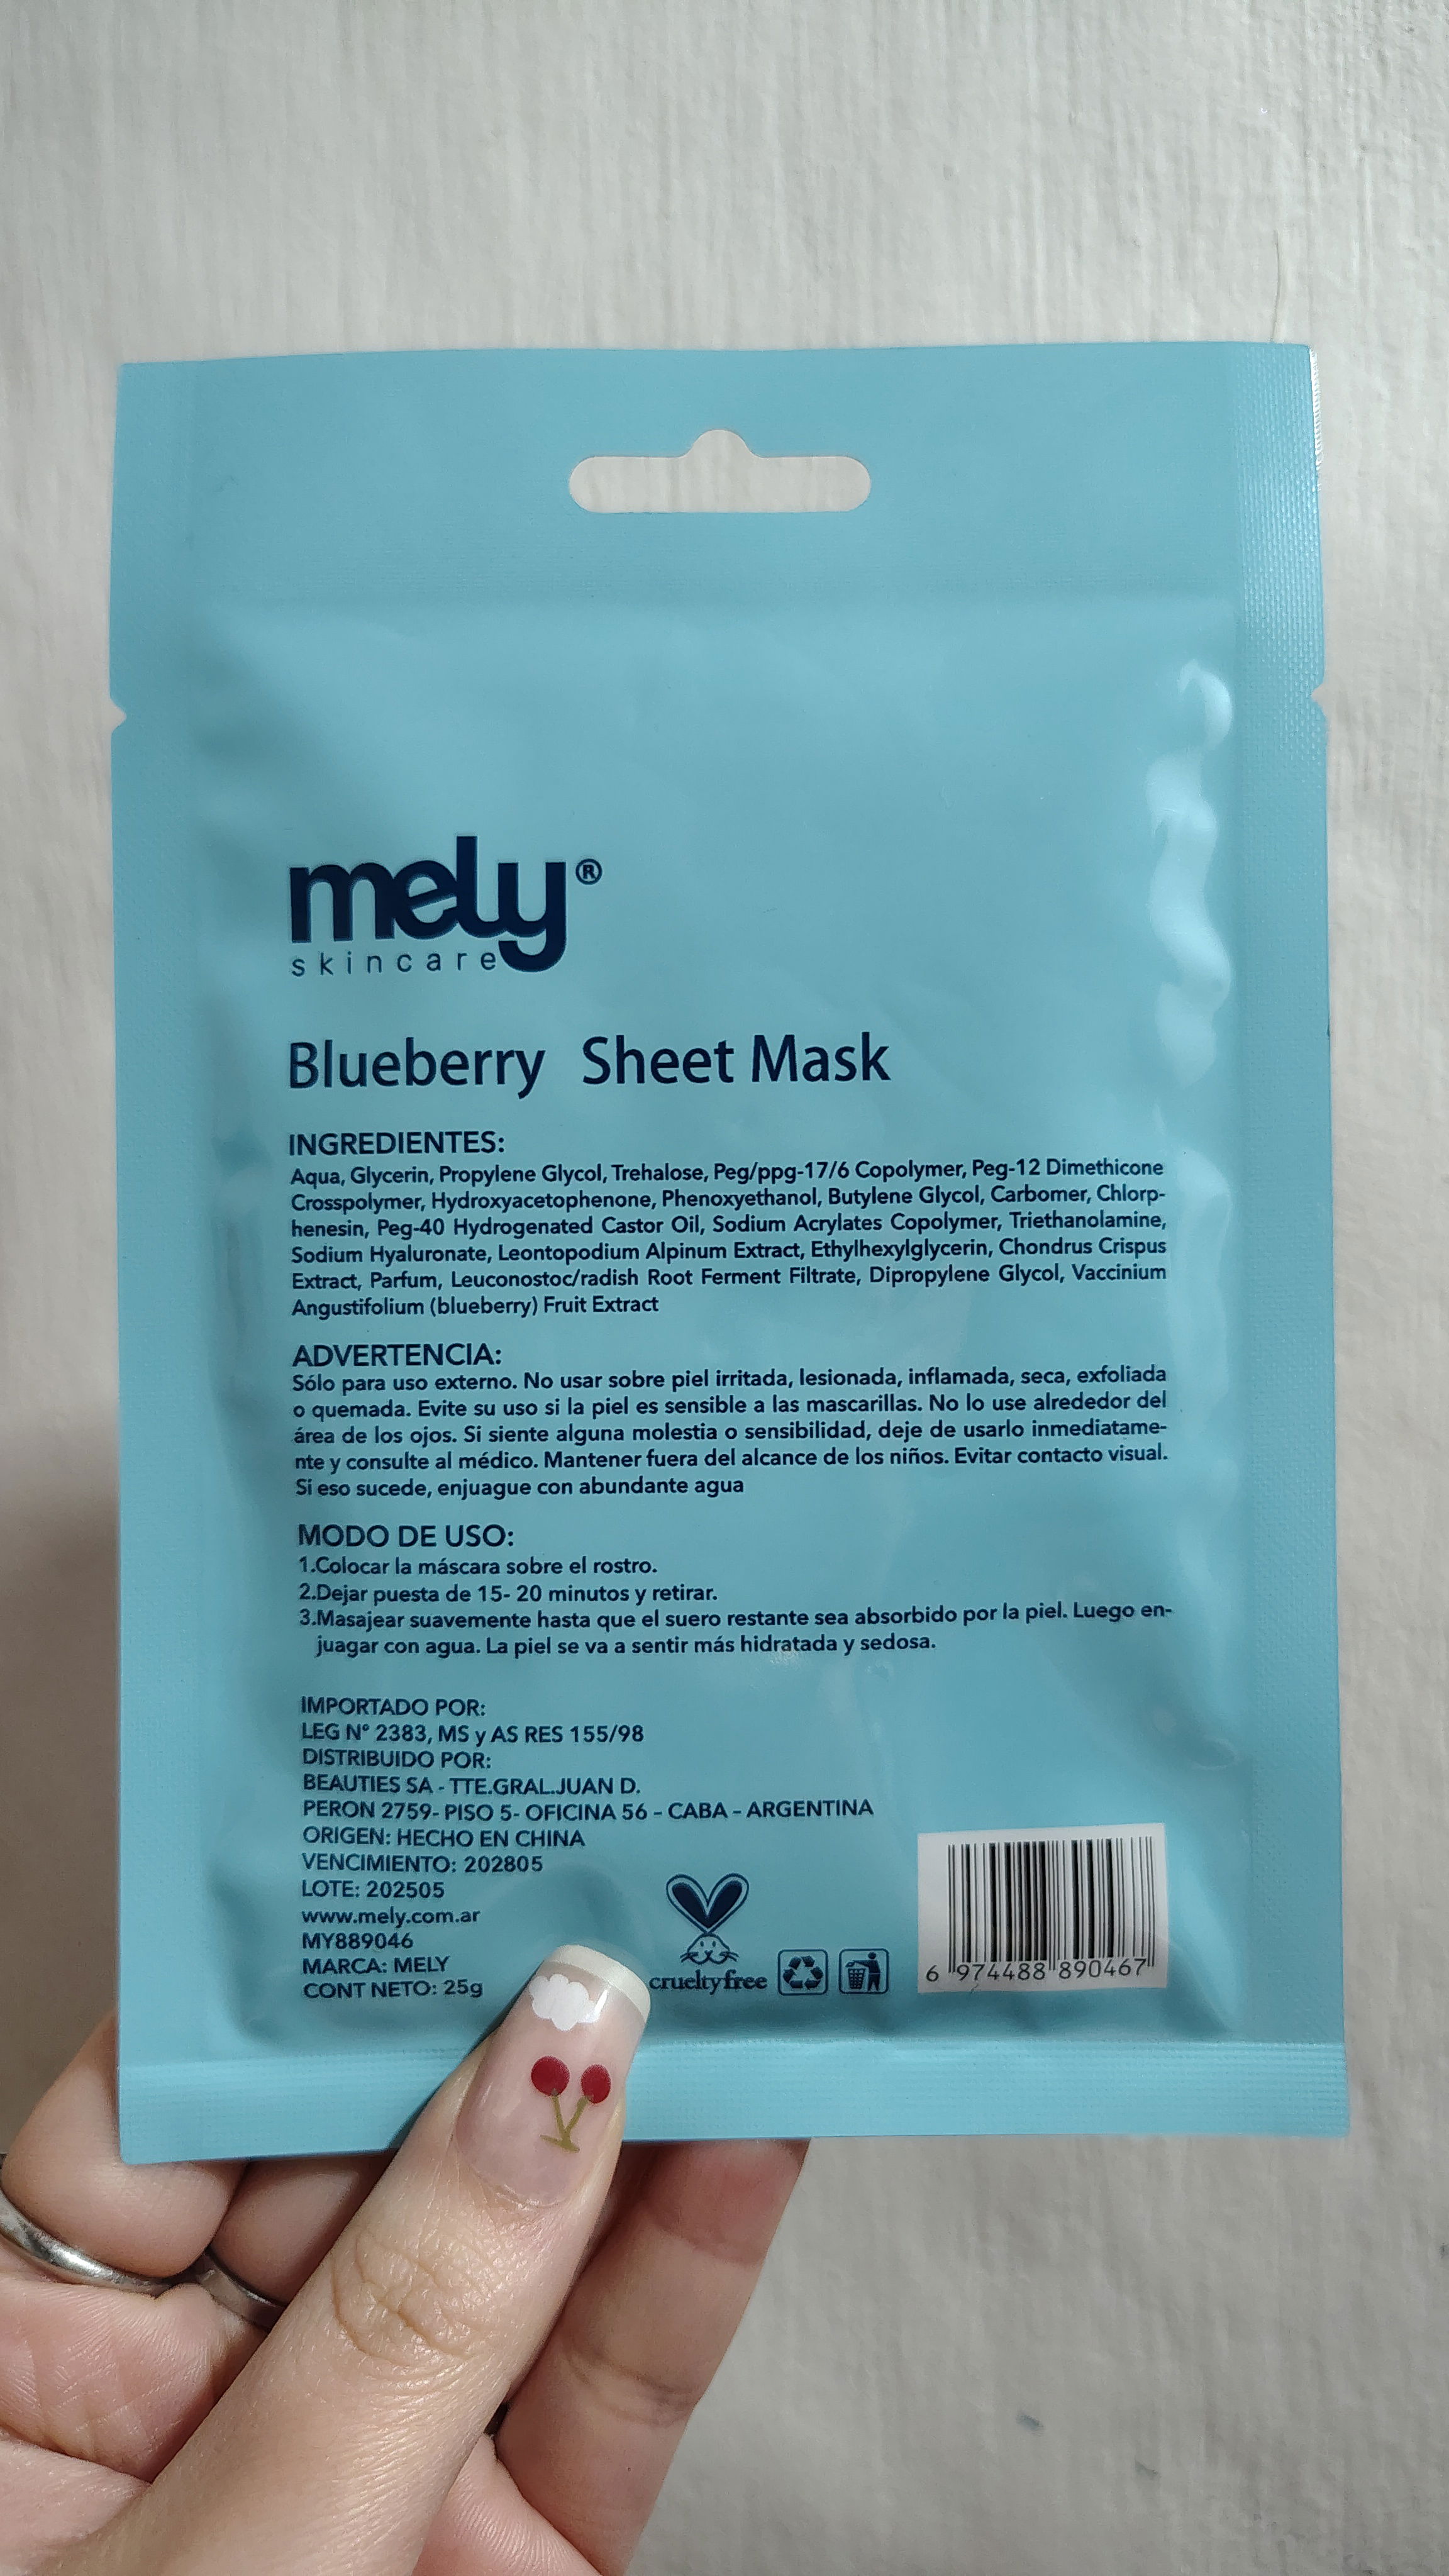 mely®
skincare
Blueberry Sheet Mask
INGREDIENTES:
Aqua, Glycerin, Propylene Glycol, Trehalose, Peg/ppg-17/6 Copolymer, Peg-12 Dimethicone
Crosspolymer, Hydroxyacetophenone, Phenoxyethanol, Butylene Glycol, Carbomer, Chlorp-
henesin, Peg-40 Hydrogenated Castor Oil, Sodium Acrylates Copolymer, Triethanolamine,
Sodium Hyaluronate, Leontopodium Alpinum Extract, Ethylhexylglycerin, Chondrus Crispus
Extract, Parfum, Leuconostoc/radish Root Ferment Filtrate, Dipropylene Glycol, Vaccinium
Angustifolium (blueberry) Fruit Extract
ADVERTENCIA:
Sólo para uso externo. No usar sobre piel irritada, lesionada, inflamada, seca, exfoliada
o quemada. Evite su uso si la piel es sensible a las mascarillas. No lo use alrededor del
área de los ojos. Si siente alguna molestia o sensibilidad, deje de usarlo inmediatame-
nte y consulte al médico. Mantener fuera del alcance de los niños. Evitar contacto visual.
Si eso sucede, enjuague con abundante agua
MODO DE USO:
1.Colocar la máscara sobre el rostro.
2.Dejar puesta de 15- 20 minutos y retirar.
3.Masajear suavemente hasta que el suero restante sea absorbido por la piel. Luego en-
juagar con agua. La piel se va a sentir más hidratada y sedosa.
IMPORTADO POR:
LEG Nº 2383, MS y AS RES 155/98
DISTRIBUIDO POR:
BEAUTIES SA - TTE.GRAL.JUAN D.
PERON 2759- PISO 5- OFICINA 56 - CABA - ARGENTINA
ORIGEN: HECHO EN CHINA
VENCIMIENTO: 202805
LOTE: 202505
www.mely.com.ar
MY889046
MARCA: MELY
CONT NETO: 25g
crueltyfree
6 974488 890467